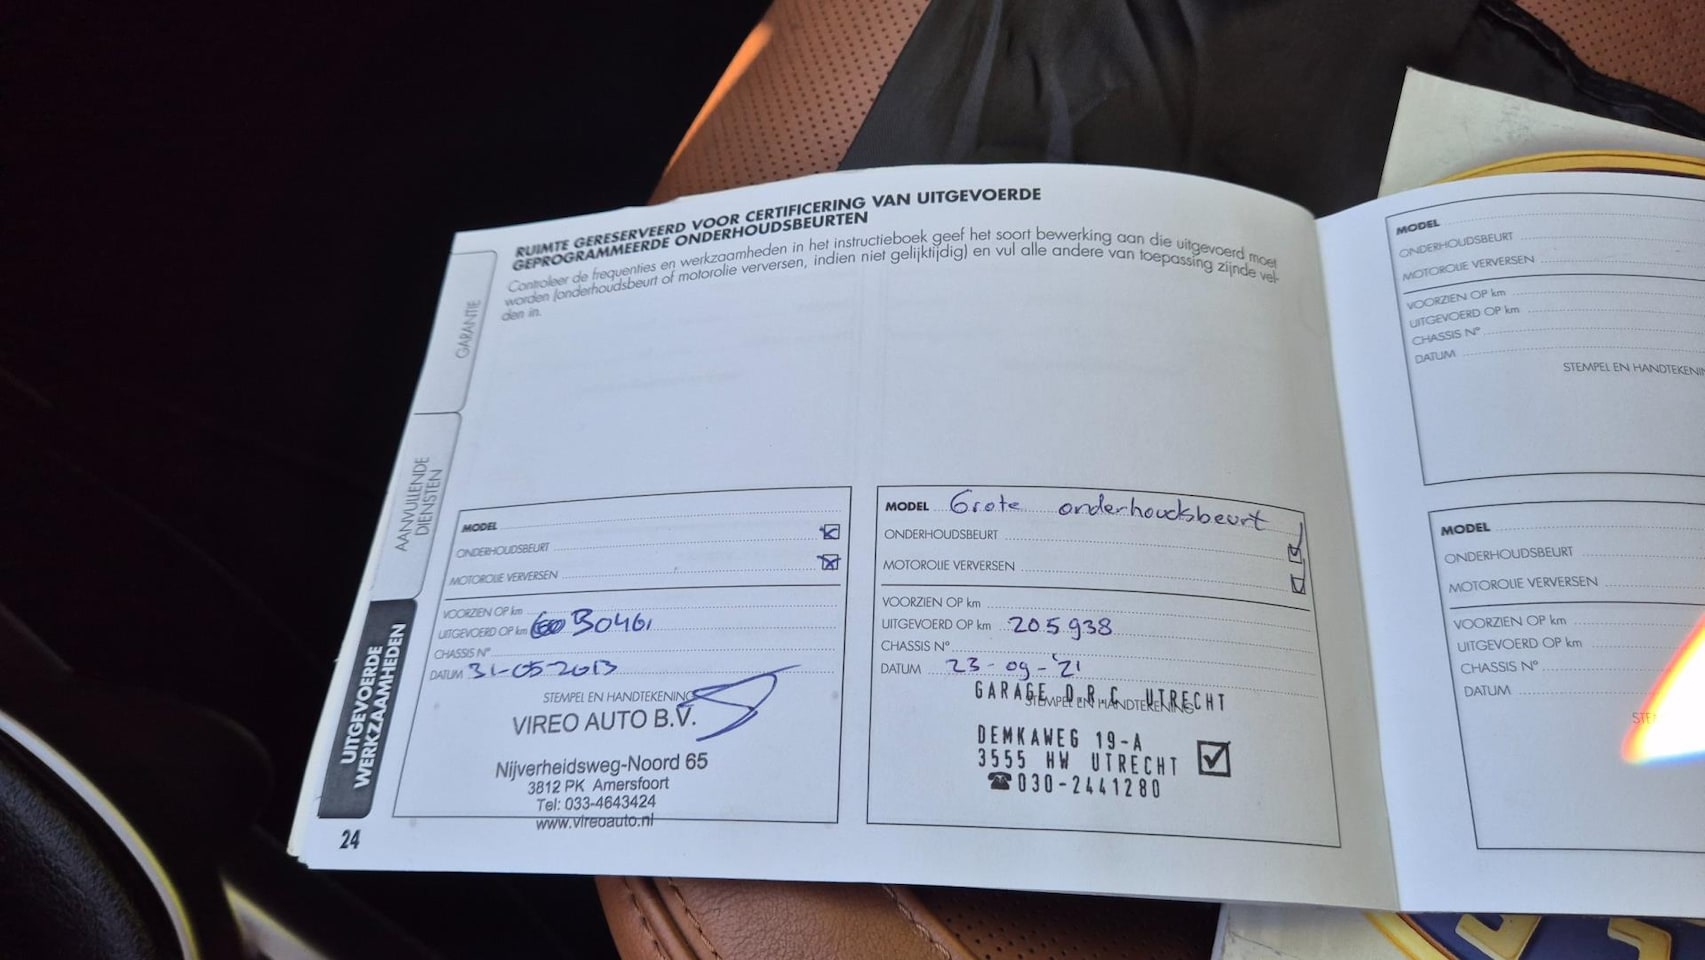 RUIMTE GERESERVEERD VOOR CERTIFICERING VAN UITGEVOERDE
GEPROGRAMMEERDE ONDERHOUDSBEURTEN
Controleer de frequenties en werkzaamheden in het instructieboek geef het soort bewerking aan die uitgevoerd moet
worden (onderhoudsbeurt of motorolie verversen, indien niet gelijktijdig) en vul alle andere van toepassing zijnde vel-
den in.
GARANTIE
AANVULLENDE
DIENSTEN
UITGEVOERDE
WERKZAAMHEDEN
MODEL
ONDERHOUDSBEURT
MOTOROLIE VERVERSEN
VOORZIEN OP km
UITGEVOERD OP km 30461
CHASSIS N°
DATUM 31-05-2013
STEMPEL EN HANDTEKENING
VIREO AUTO B.V.
Nijverheidsweg-Noord 65
3812 PK Amersfoort
Tel: 033-4643424
www.vireoauto.nl
24
MODEL Grote onderhoudsbeurt
ONDERHOUDSBEURT
MOTOROLIE VERVERSEN
VOORZIEN OP km
UITGEVOERD OP km 205938
CHASSIS N°
DATUM 23-09-'21
STEMPEL EN HANDTEKENING
GARAGE D.R.C. UTRECHT
DEMKAWEG 19-A
3555 HW UTRECHT
☎030-2441280
MODEL
ONDERHOUDSBEURT
MOTOROLIE VERVERSEN
VOORZIEN OP km
UITGEVOERD OP km
CHASSIS N°
DATUM
STEMPEL EN HANDTEKENIN
MODEL
ONDERHOUDSBEURT
MOTOROLIE VERVERSEN
VOORZIEN OP km
UITGEVOERD OP km
CHASSIS N°
DATUM